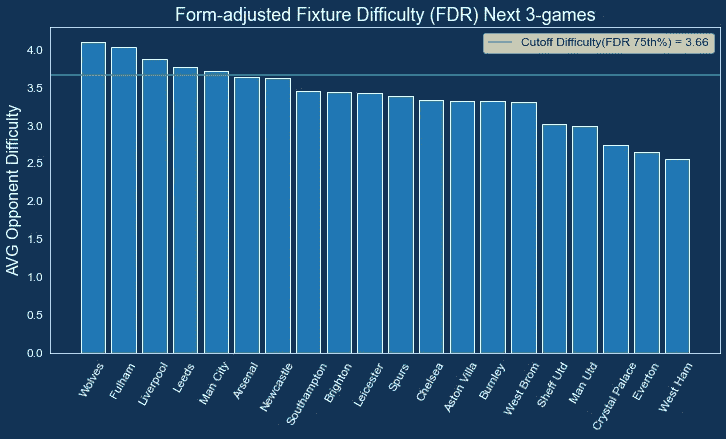 Form-adjusted Fixture Difficulty (FDR) Next 3-games
Cutoff Difficulty(FDR 75th%) = 3.66
AVG Opponent Difficulty
4.0
3.5
3.0
2.5
2.0
1.5
1.0
0.5
0.0
Wolves
Fulham
Liverpool
Leeds
Man City
Arsenal
Newcastle
Southampton
Brighton
Leicester
Spurs
Chelsea
Aston Villa
Burnley
West Brom
Sheff Utd
Man Utd
Crystal Palace
Everton
West Ham